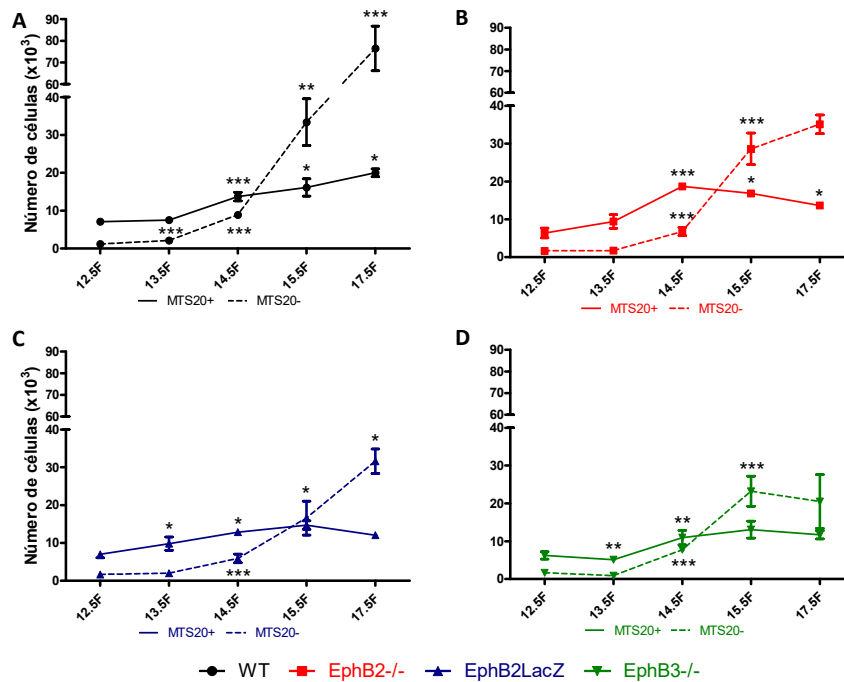 A
Número de células (x10³)
90
80
70
60
40
30
20
10
0
***
**
***
*
*
***
***
12.5F
13.5F
14.5F
15.5F
17.5F
MTS20+
MTS20-
B
90
80
70
60
40
30
20
10
0
***
***
*
*
***
12.5F
13.5F
14.5F
15.5F
17.5F
MTS20+
MTS20-
C
Número de células (x10³)
90
80
70
60
40
30
20
10
0
*
*
*
*
***
12.5F
13.5F
14.5F
15.5F
17.5F
MTS20+
MTS20-
D
90
80
70
60
40
30
20
10
0
***
**
**
***
12.5F
13.5F
14.5F
15.5F
17.5F
MTS20+
MTS20-
WT
EphB2-/-
EphB2LacZ
EphB3-/-